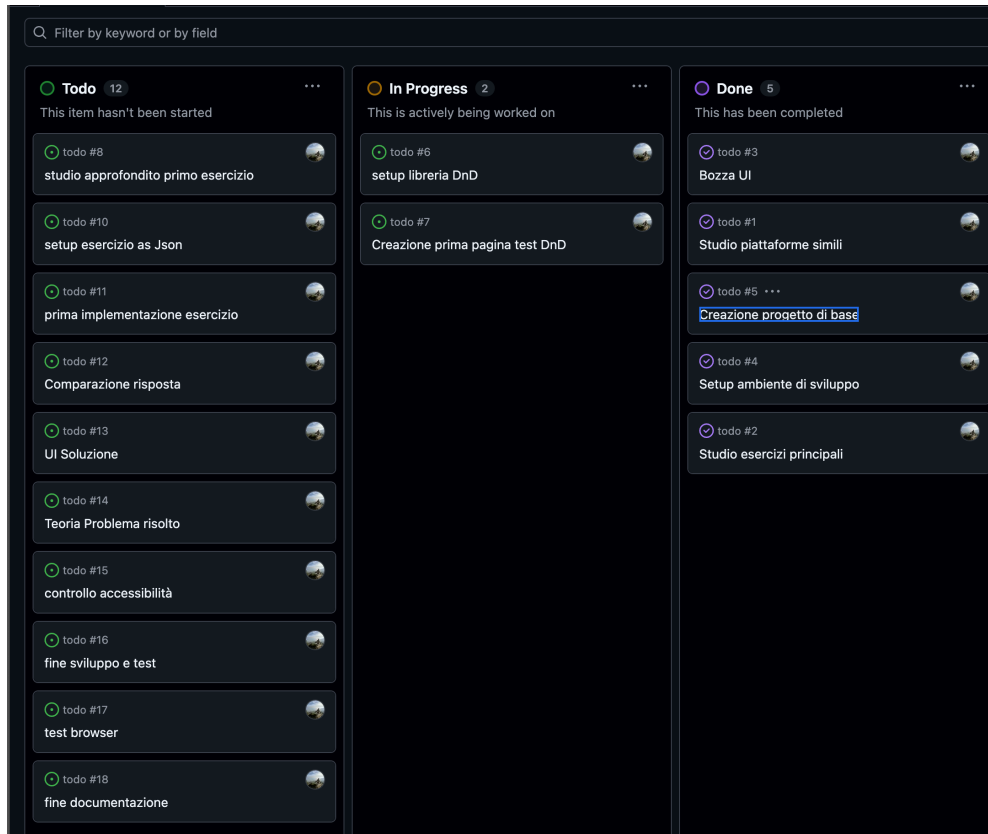 Filter by keyword or by field
Todo 12
This item hasn't been started
todo #8
studio approfondito primo esercizio
todo #10
setup esercizio as Json
todo #11
prima implementazione esercizio
todo #12
Comparazione risposta
todo #13
UI Soluzione
todo #14
Teoria Problema risolto
todo #15
controllo accessibilità
todo #16
fine sviluppo e test
todo #17
test browser
todo #18
fine documentazione
In Progress 2
This is actively being worked on
todo #6
setup libreria DnD
todo #7
Creazione prima pagina test DnD
Done 5
This has been completed
todo #3
Bozza UI
todo #1
Studio piattaforme simili
todo #5
Creazione progetto di base
todo #4
Setup ambiente di sviluppo
todo #2
Studio esercizi principali